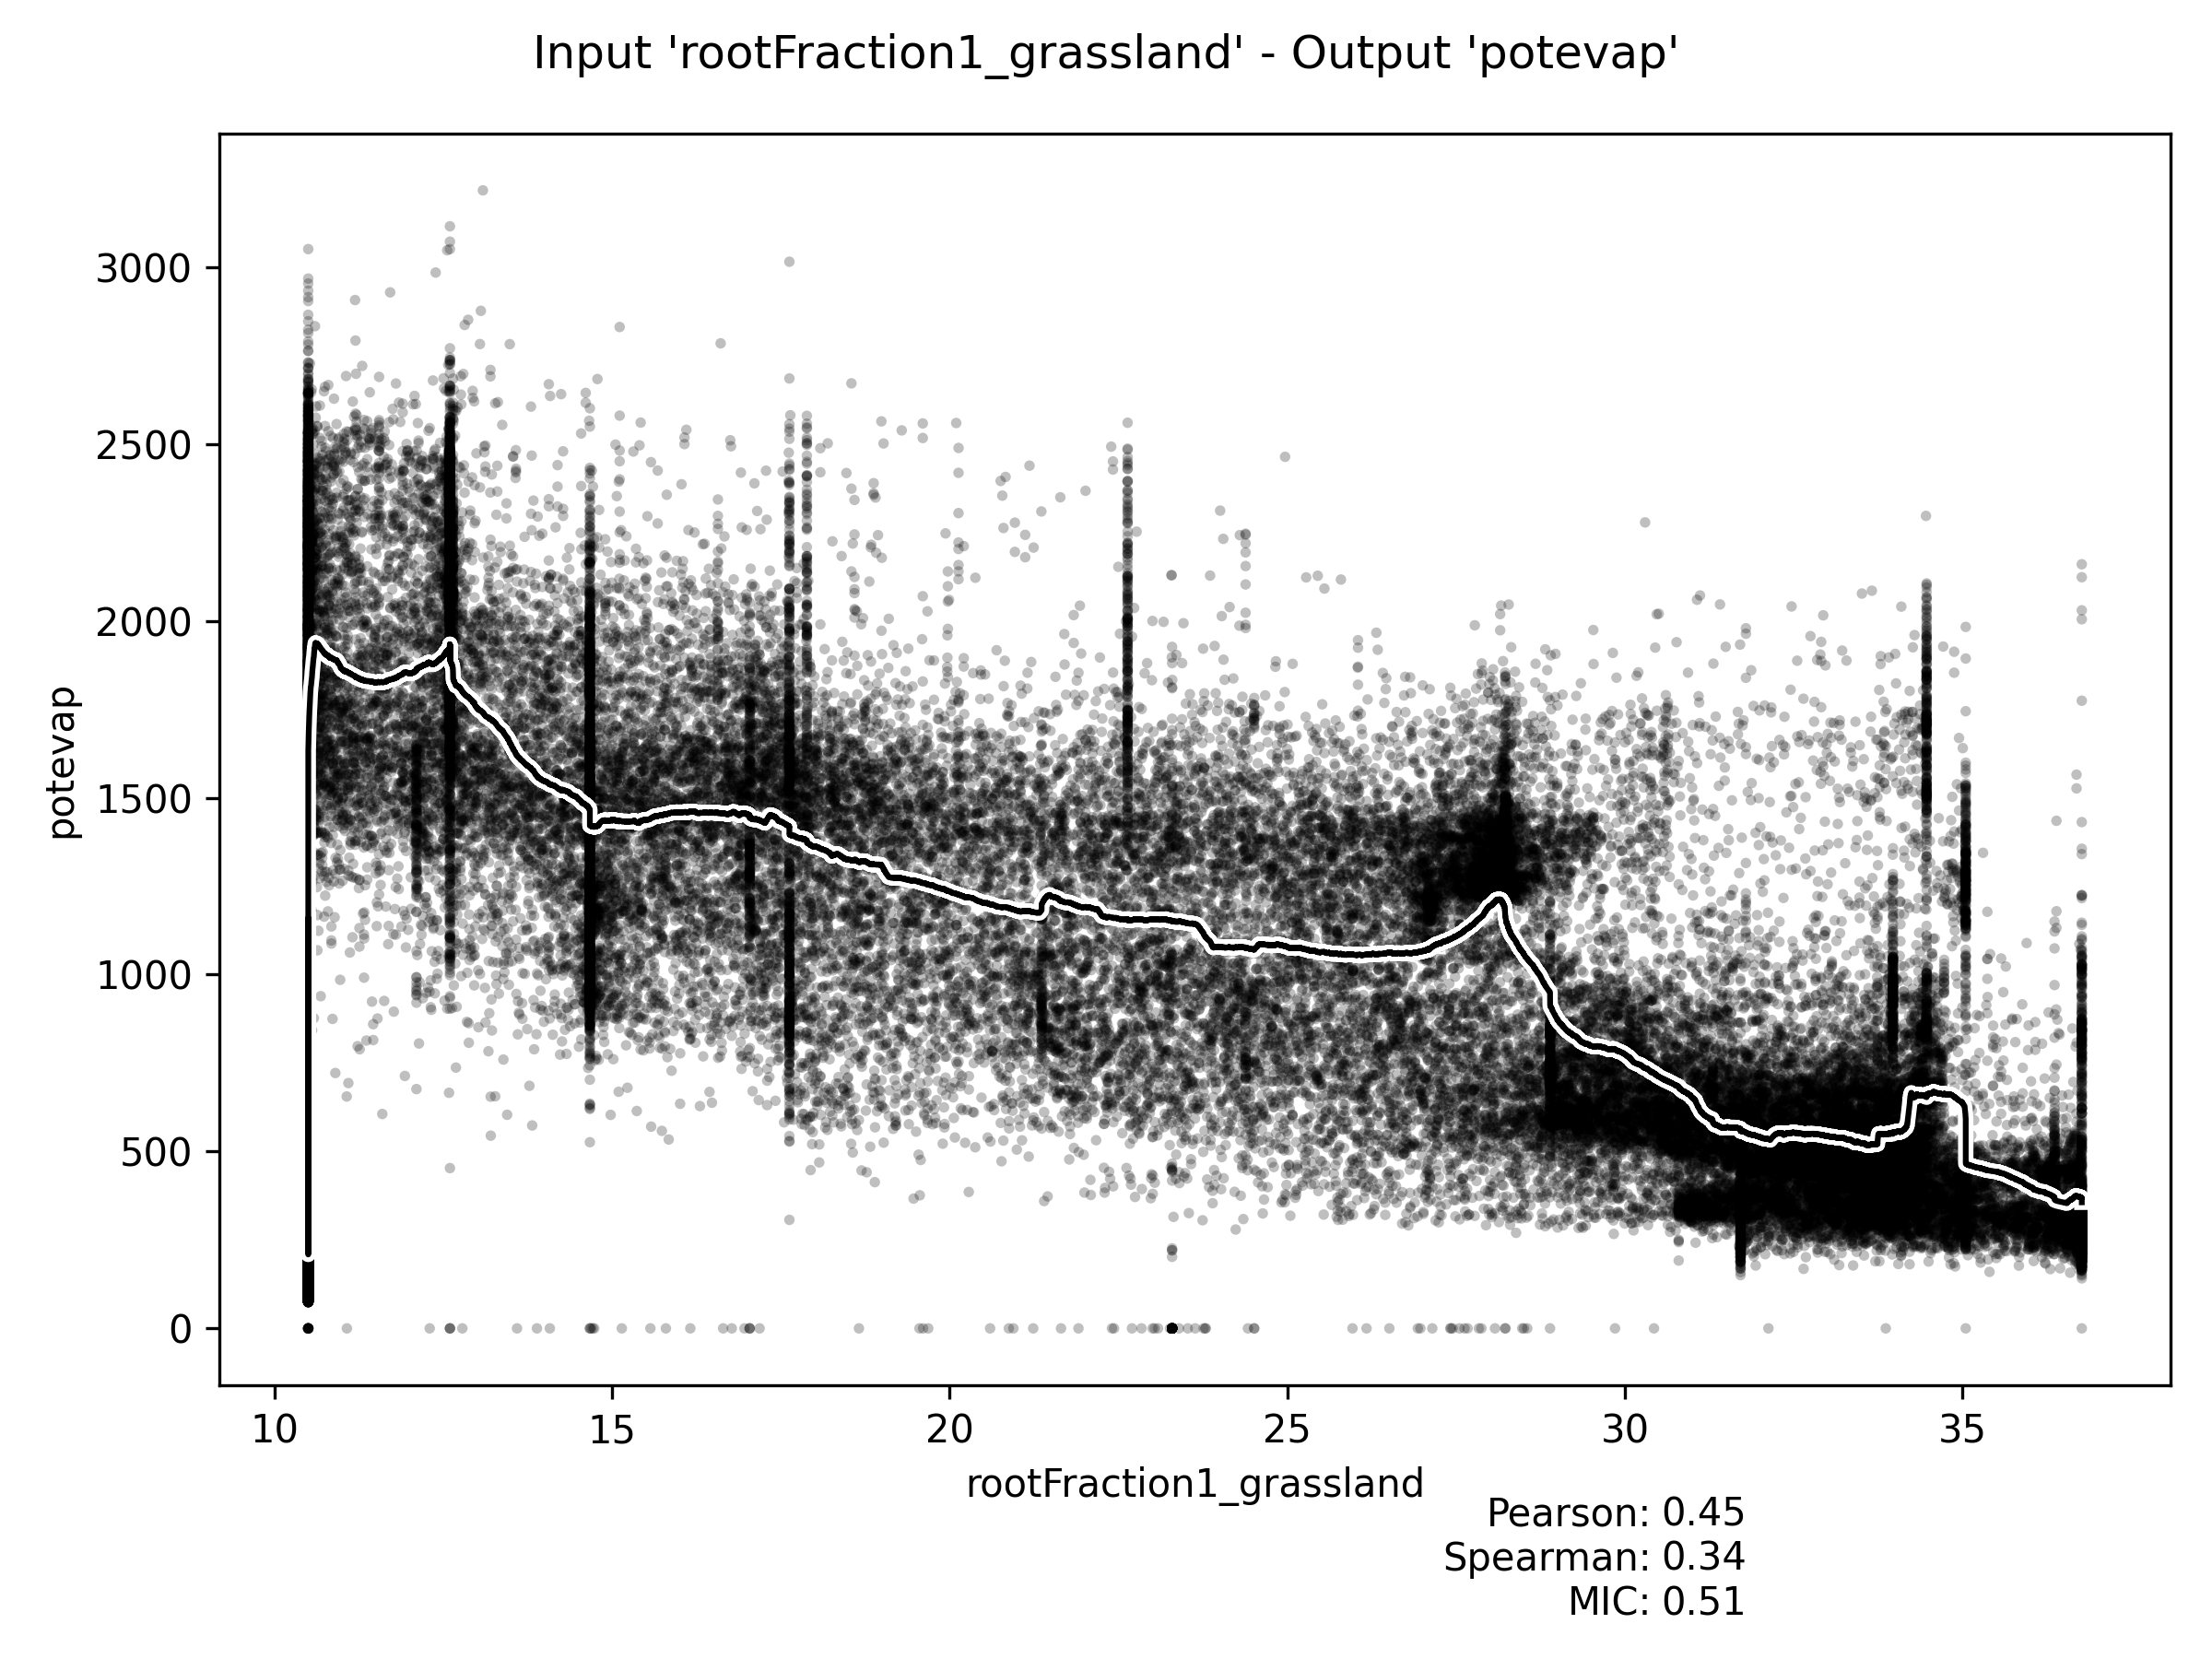 Input 'rootFraction1_grassland' - Output 'potevap'
3000
2500
2000
1500
1000
500
0
potevap
10 15 20 25 30 35
rootFraction1_grassland
Pearson: 0.45
Spearman: 0.34
MIC: 0.51